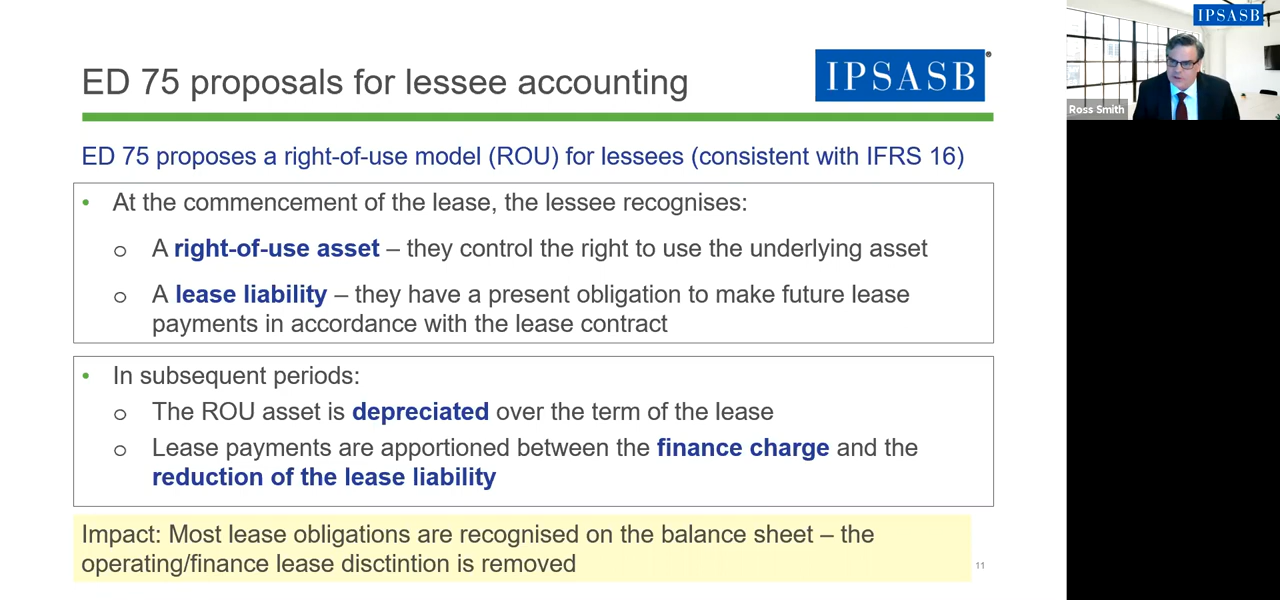 ED 75 proposals for lessee accounting
IPSASB
ED 75 proposes a right-of-use model (ROU) for lessees (consistent with IFRS 16)
• At the commencement of the lease, the lessee recognises:
o A right-of-use asset – they control the right to use the underlying asset
o A lease liability – they have a present obligation to make future lease
payments in accordance with the lease contract
• In subsequent periods:
o The ROU asset is depreciated over the term of the lease
o Lease payments are apportioned between the finance charge and the
reduction of the lease liability
Impact: Most lease obligations are recognised on the balance sheet – the
operating/finance lease disctintion is removed
11
IPSASB
Ross Smith